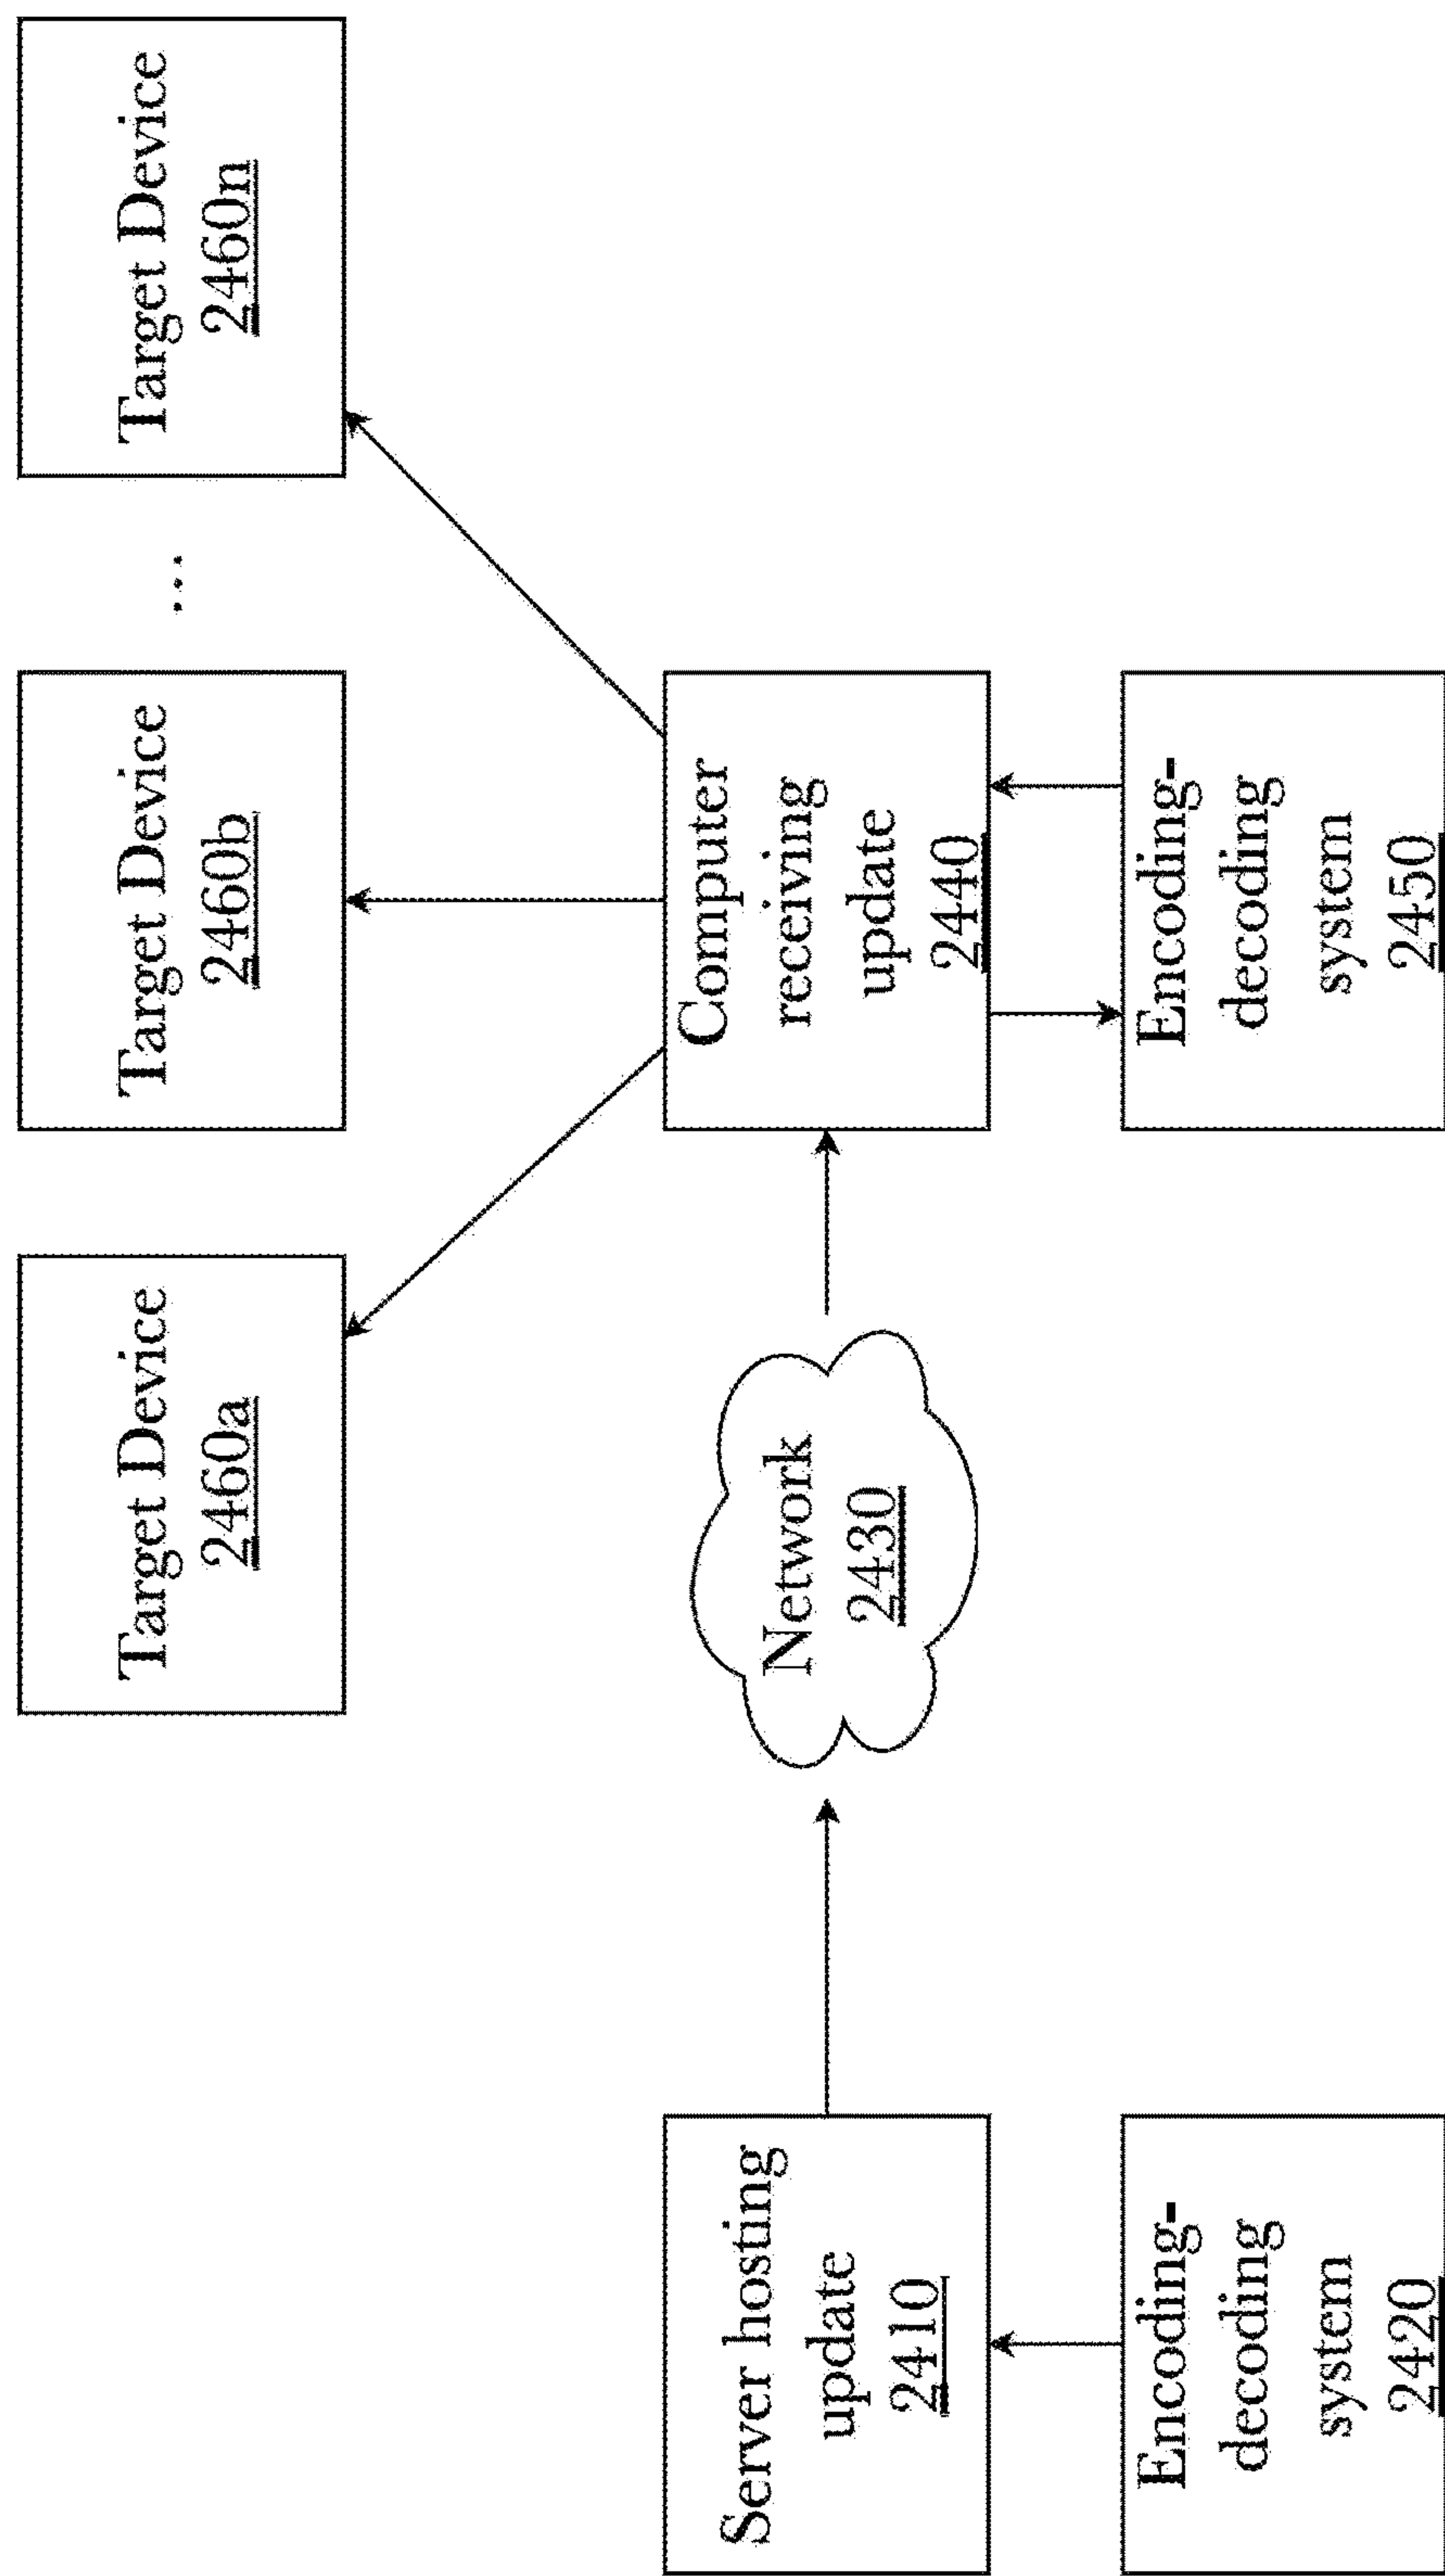 Target Device
2460a
Target Device
2460b
...
Target Device
2460n
Server hosting
update
2410
Network
2430
Computer
receiving
update
2440
Encoding-
decoding
system
2420
Encoding-
decoding
system
2450